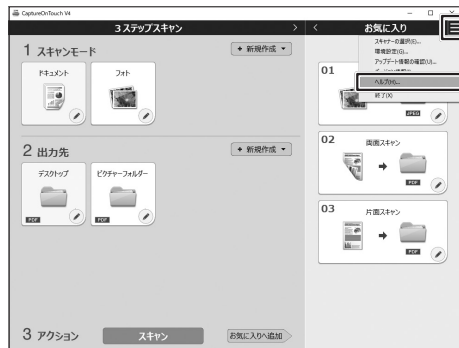 CaptureOnTouch V4
3ステップスキャン
お気に入り
1 スキャンモード
+ 新規作成
ドキュメント
フォト
2 出力先
+ 新規作成
デスクトップ
PDF
ピクチャーフォルダー
PDF
3 アクション
スキャン
お気に入りへ追加
スキャナーの選択(S)...
環境設定(G)...
アップデート情報の確認(U)...
ヘルプ(H)...
終了(X)
01
JPEG
02
両面スキャン
PDF
03
片面スキャン
PDF